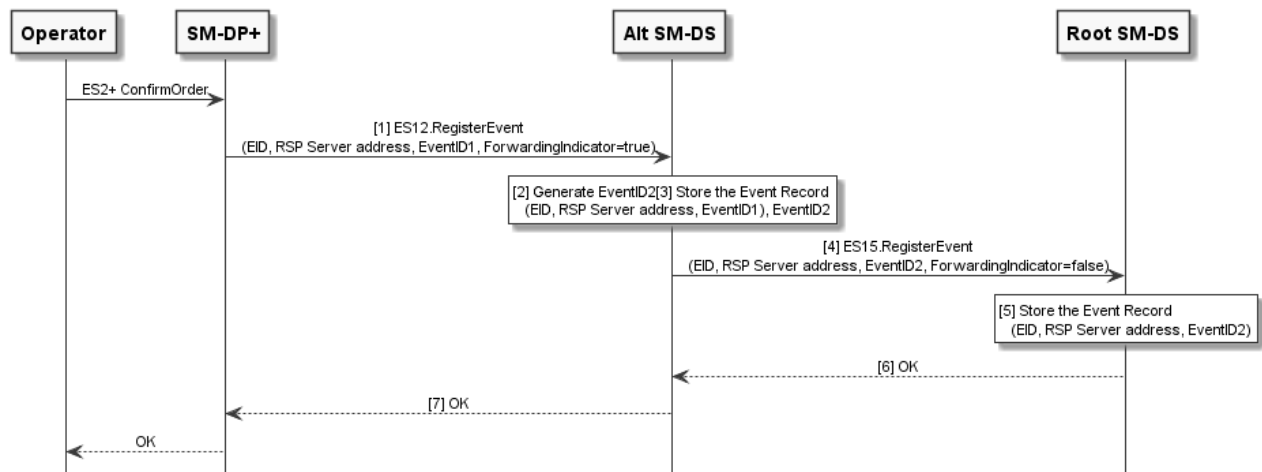 Operator
SM-DP+
Alt SM-DS
Root SM-DS
ES2+ ConfirmOrder
[1] ES12.RegisterEvent
(EID, RSP Server address, EventID1, ForwardingIndicator=true)
[2] Generate EventID2[3] Store the Event Record
(EID, RSP Server address, EventID1), EventID2
[4] ES15.RegisterEvent
(EID, RSP Server address, EventID2, ForwardingIndicator=false)
[5] Store the Event Record
(EID, RSP Server address, EventID2)
[6] OK
[7] OK
OK